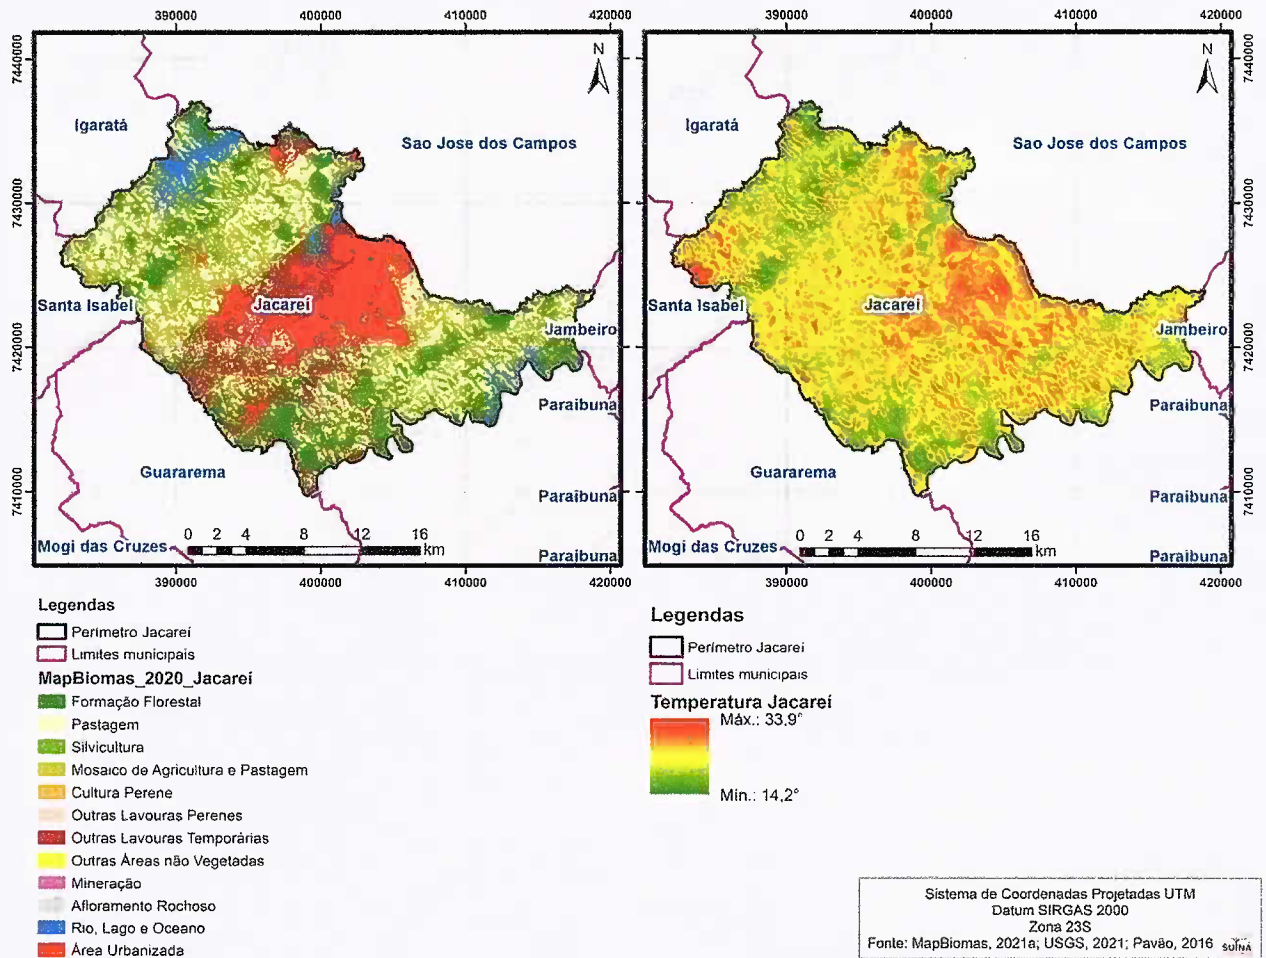 390000
400000
410000
420000
390000
400000
410000
420000
7440000
7430000
7420000
7410000
N
Igaratá
Sao Jose dos Campos
Santa Isabel
Jacareí
Jambeiro
Paraibuna
Guararema
Paraibuna
Mogi das Cruzes
Paraibuna
0 2 4 8 12 16
km
390000
400000
410000
420000
N
Igaratá
Sao Jose dos Campos
Santa Isabel
Jacareí
Jambeiro
Paraibuna
Guararema
Paraibuna
Mogi das Cruzes
Paraibuna
0 2 4 8 12 16
km
7440000
7430000
7420000
7410000
390000
400000
410000
420000
Legendas
Perímetro Jacareí
Limites municipais
MapBiomas_2020_Jacareí
Formação Florestal
Pastagem
Silvicultura
Mosaico de Agricultura e Pastagem
Cultura Perene
Outras Lavouras Perenes
Outras Lavouras Temporárias
Outras Áreas não Vegetadas
Mineração
Afloramento Rochoso
Rio, Lago e Oceano
Área Urbanizada
Legendas
Perímetro Jacareí
Limites municipais
Temperatura Jacareí
Máx.: 33,9°
Mín.: 14,2°
Sistema de Coordenadas Projetadas UTM
Datum SIRGAS 2000
Zona 23S
Fonte: MapBiomas, 2021a; USGS, 2021; Pavão, 2016
SUINÃ